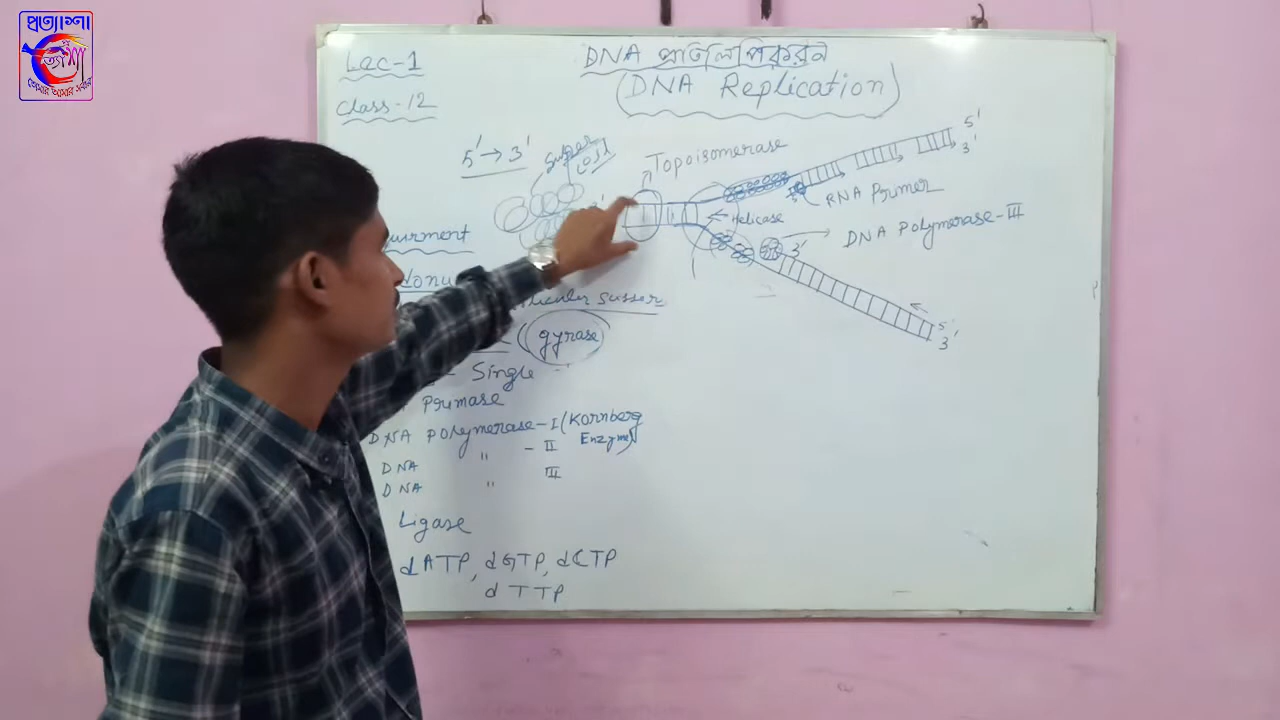 প্রত্যাশা
Lec-1
Class-12
DNA প্রতিলিপিকরন
(DNA Replication)
5' → 3'
Super
Coil
Topoisomerase
Helicase
5'
3'
RNA Primer
DNA Polymerase-III
3'
5'
3'
gyrase
Single
Primase
DNA Polymerase-I (Kornberg
Enzyme)
DNA " - II
DNA " III
Ligase
dATP, dGTP, dCTP
dTTP